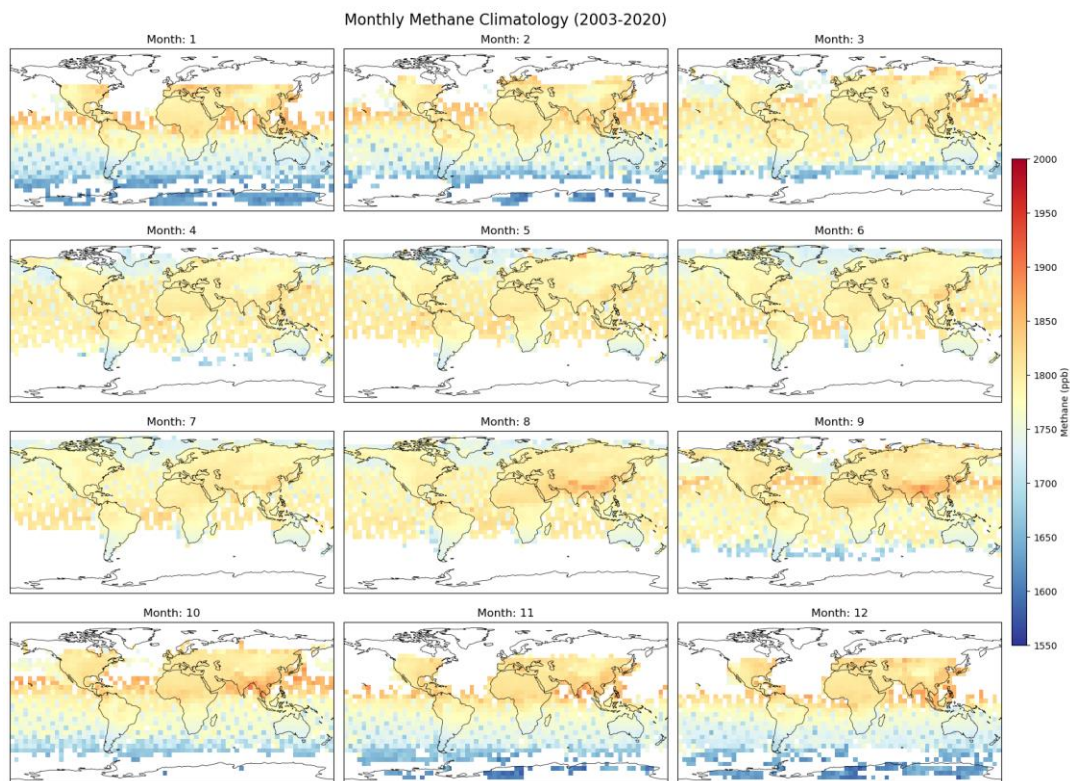 Monthly Methane Climatology (2003-2020)
Month: 1
Month: 2
Month: 3
Month: 4
Month: 5
Month: 6
Month: 7
Month: 8
Month: 9
Month: 10
Month: 11
Month: 12
2000
1950
1900
1850
1800
1750
1700
1650
1600
1550
Methane (ppb)